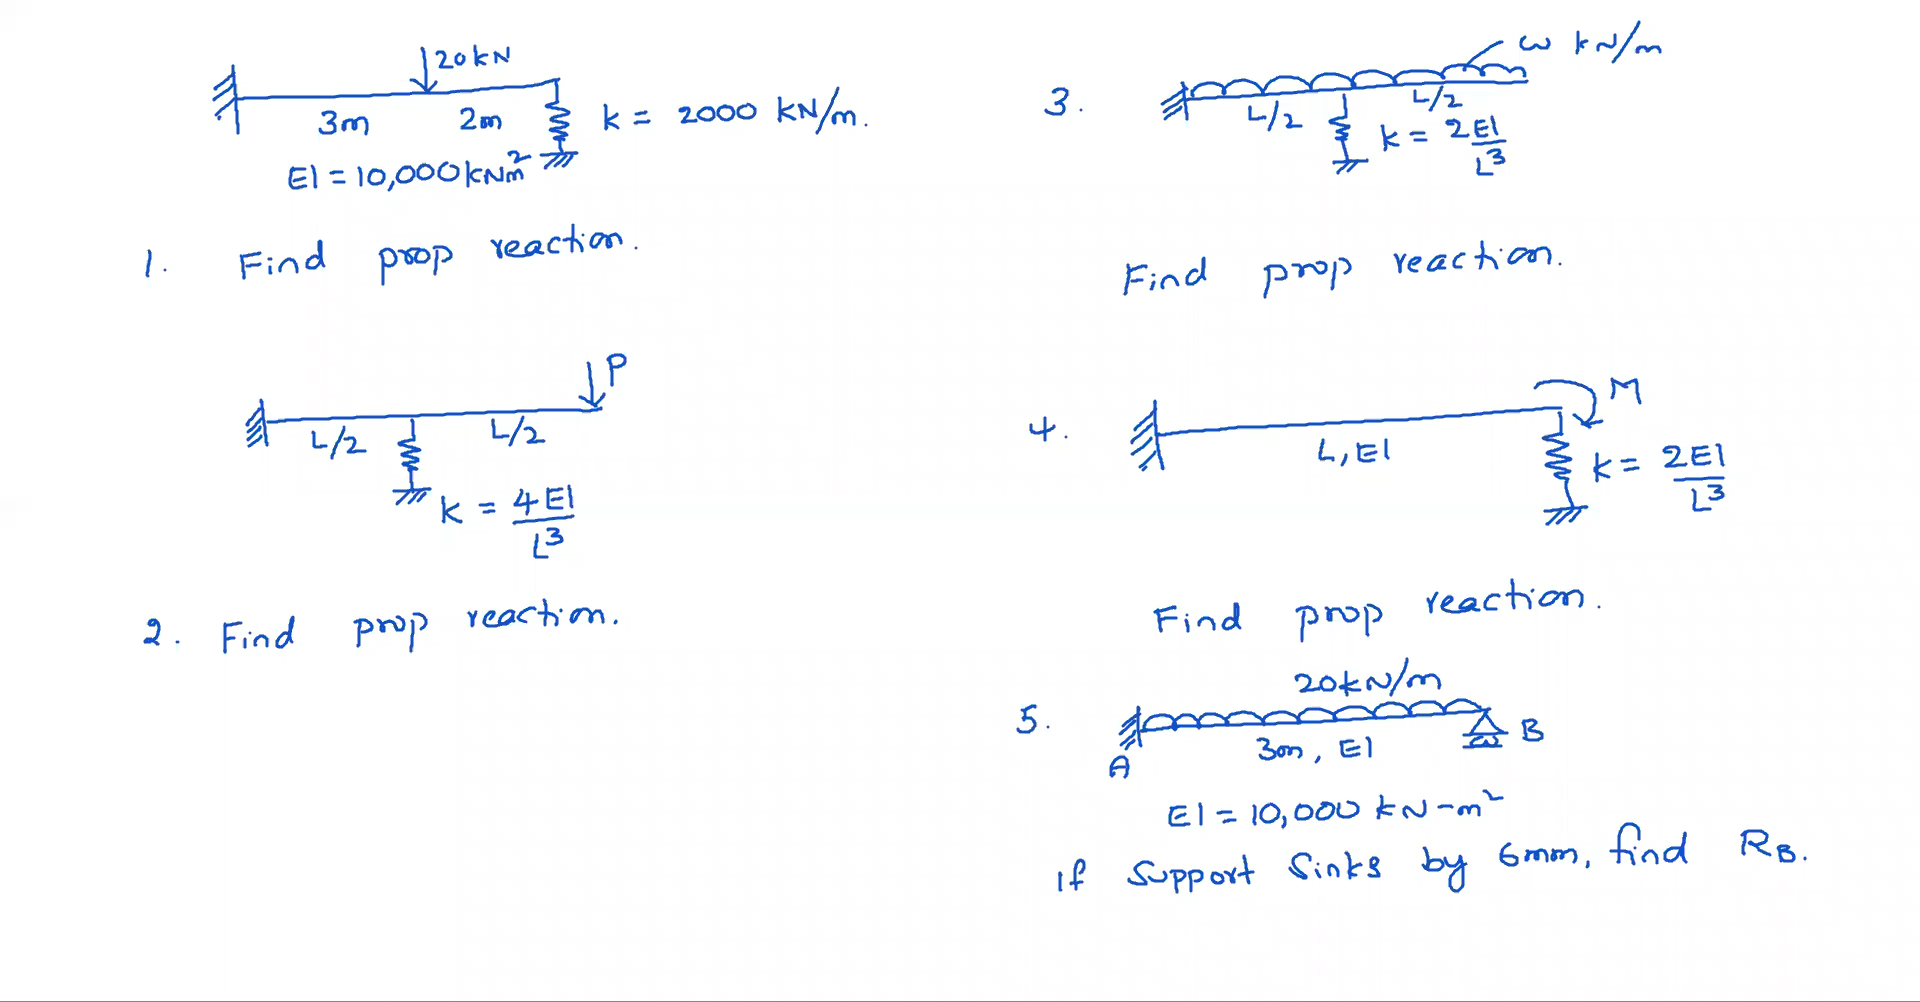 20kN
3m 2m k = 2000 kN/m.
EI = 10,000kNm²
1. Find prop reaction.
P
L/2 L/2
k = 4EI/L³
2. Find prop reaction.
3. ω kN/m
L/2 L/2
k = 2EI/L³
Find prop reaction.
4. M
L, EI k = 2EI/L³
Find prop reaction.
20kN/m
5. B
3m, EI
A
EI = 10,000 kN-m²
If Support Sinks by 6mm, find RB.